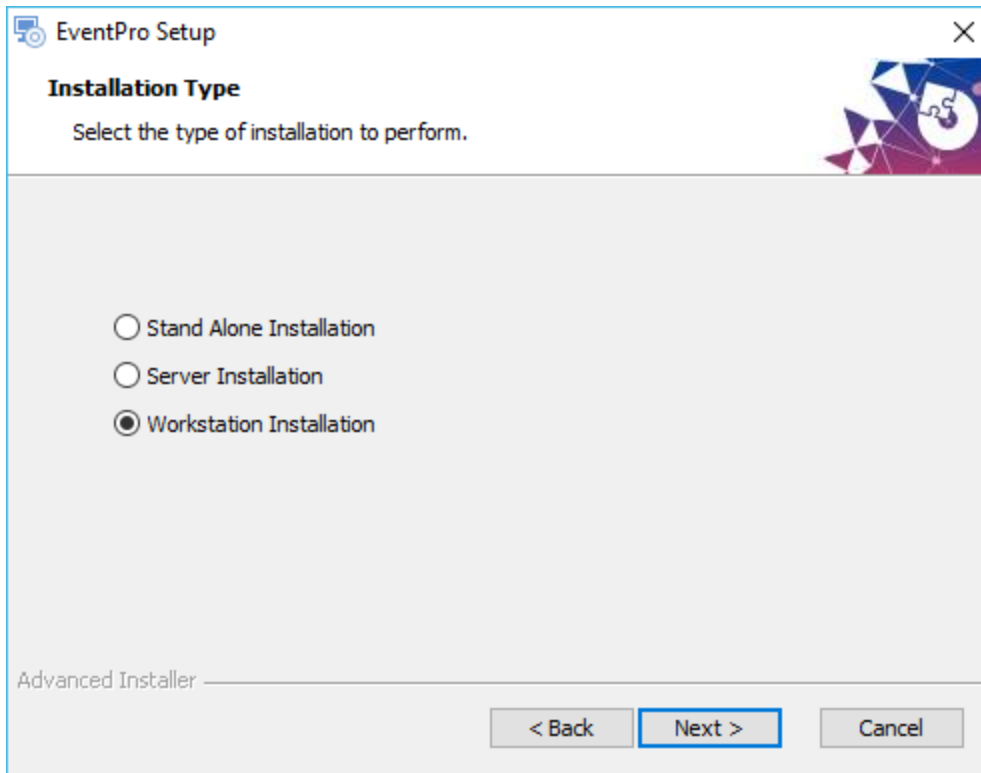 EventPro Setup
Installation Type
Select the type of installation to perform.
Stand Alone Installation
Server Installation
Workstation Installation
Advanced Installer
< Back Next > Cancel